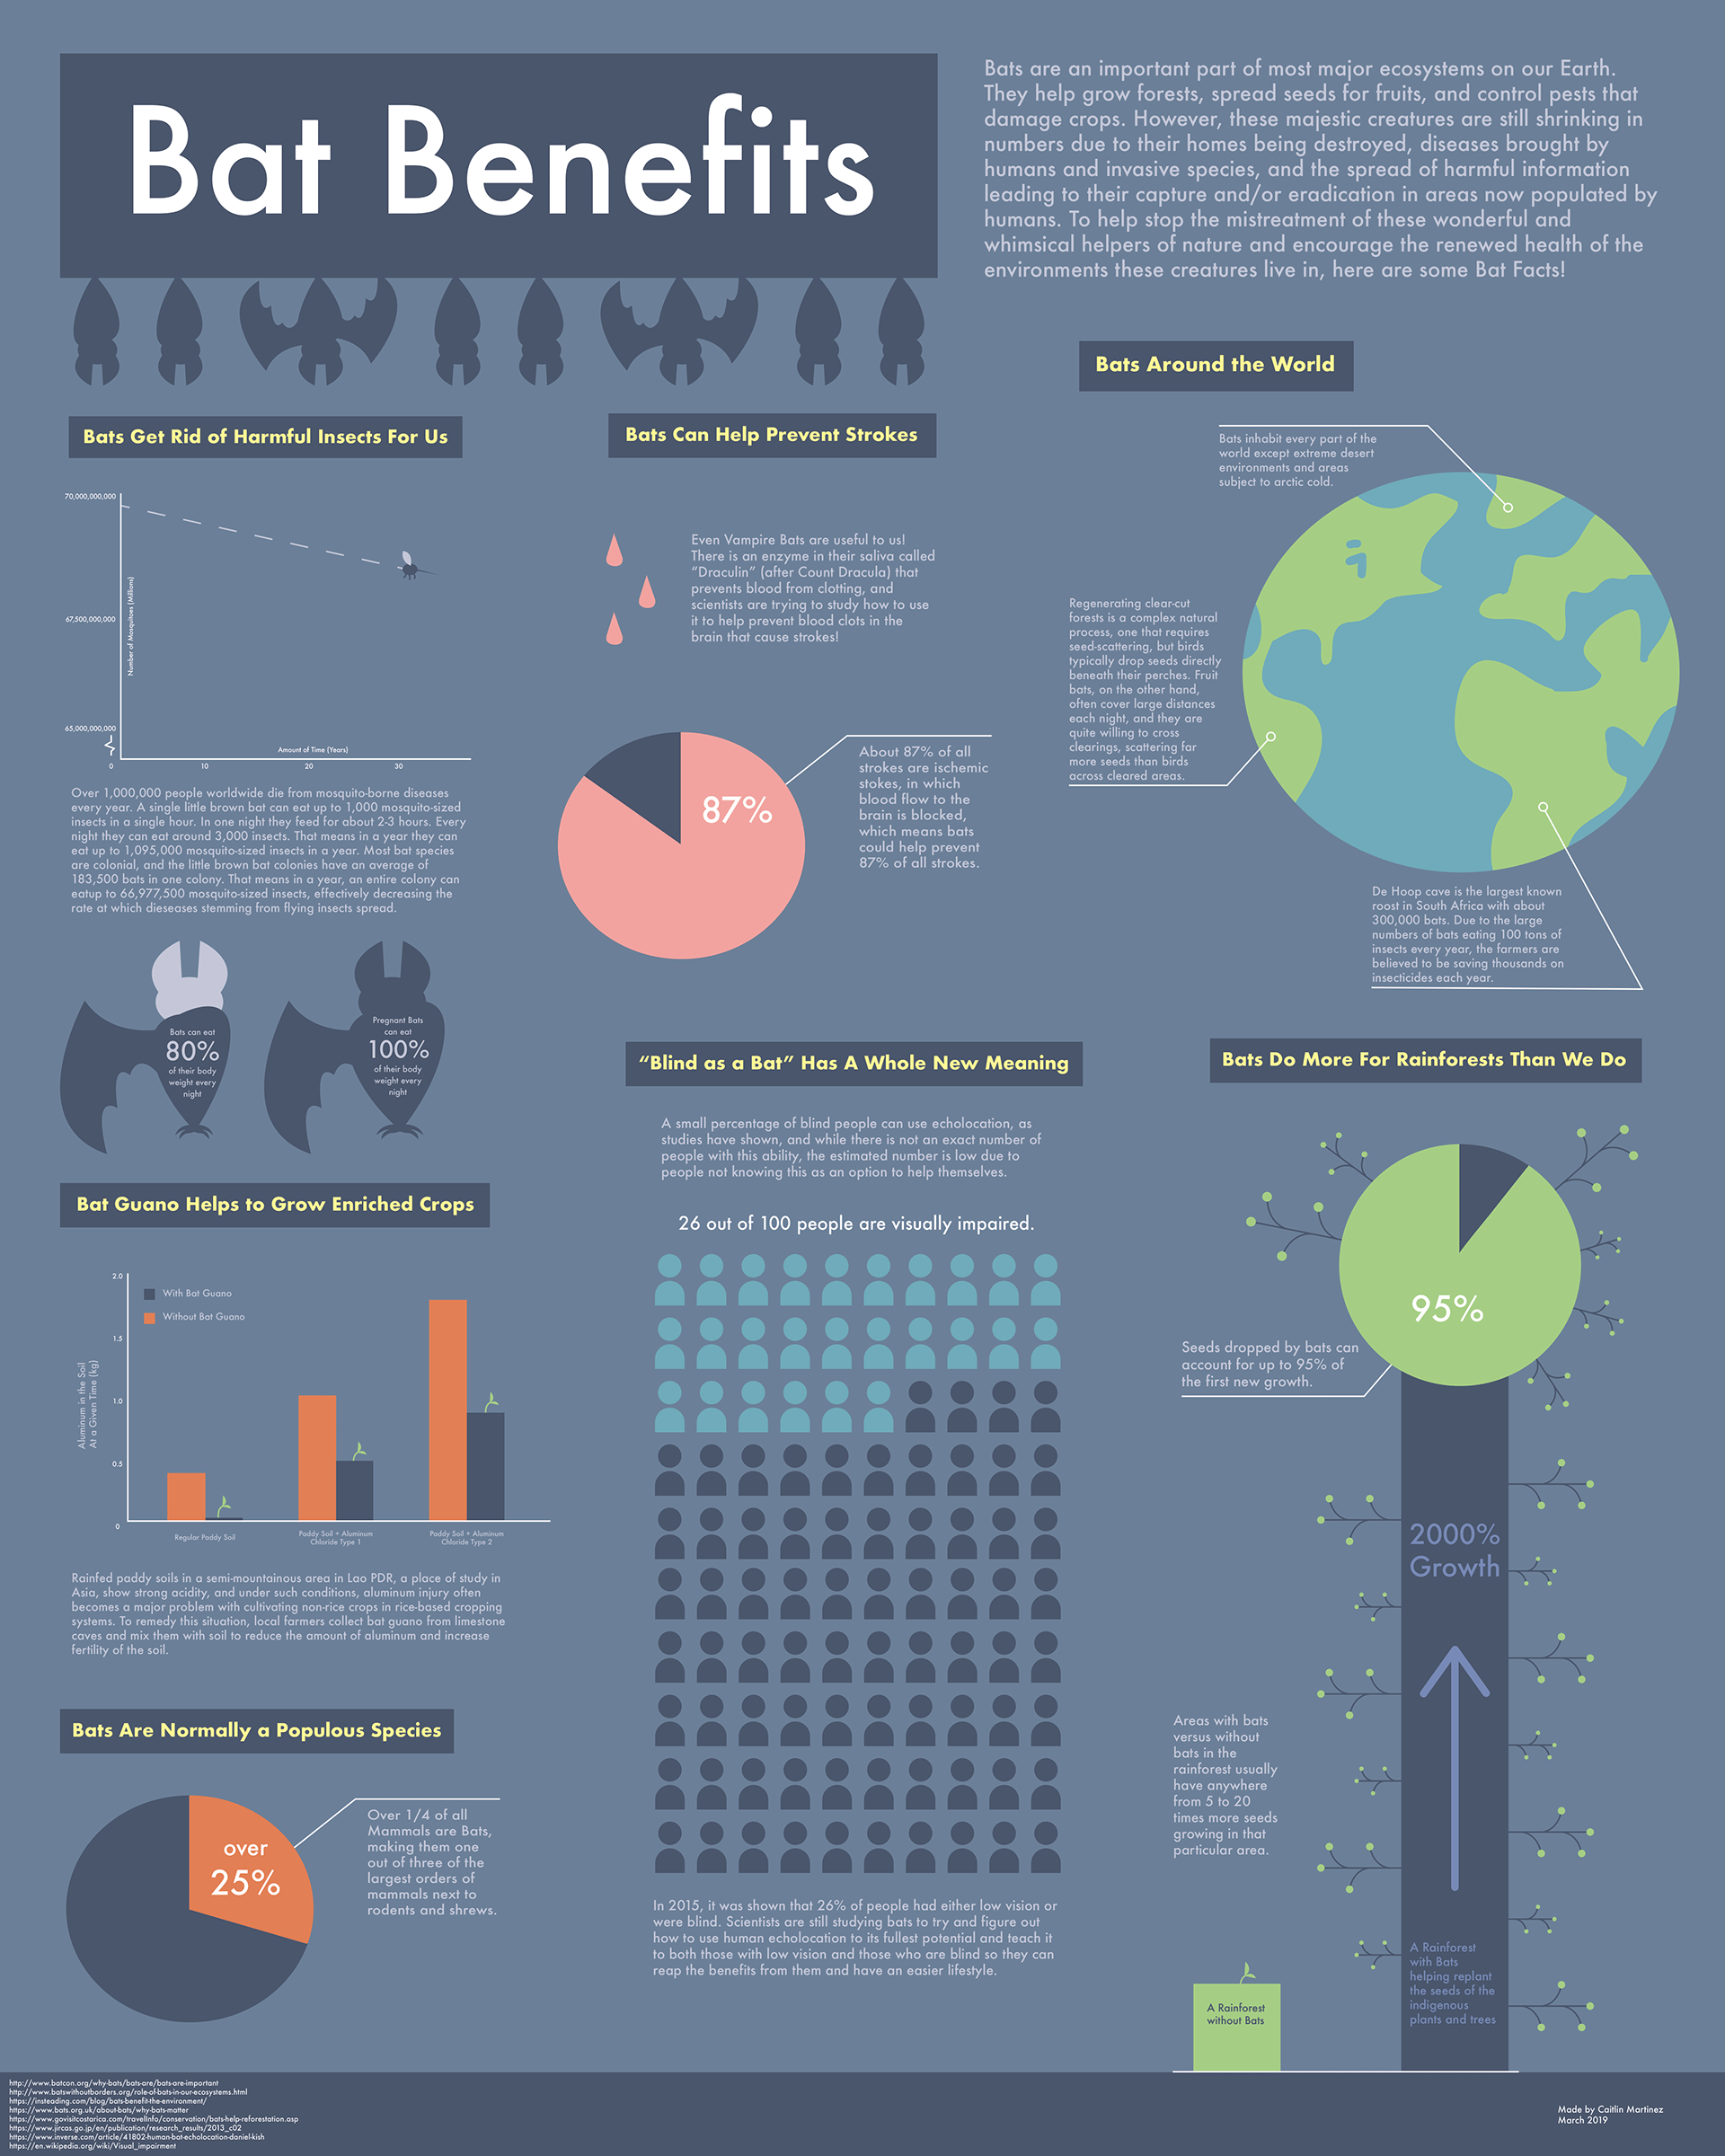 Bat Benefits
Bats are an important part of most major ecosystems on our Earth.
They help grow forests, spread seeds for fruits, and control pests that
damage crops. However, these majestic creatures are still shrinking in
numbers due to their homes being destroyed, diseases brought by
humans and invasive species, and the spread of harmful information
leading to their capture and/or eradication in areas now populated by
humans. To help stop the mistreatment of these wonderful and
whimsical helpers of nature and encourage the renewed health of the
environments these creatures live in, here are some Bat Facts!
Bats Get Rid of Harmful Insects For Us
70,000,000,000
67,500,000,000
65,000,000,000
Number of Mosquitoes (Millions)
Amount of Time (Years)
0
10
20
30
Over 1,000,000 people worldwide die from mosquito-borne diseases
every year. A single little brown bat can eat up to 1,000 mosquito-sized
insects in a single hour. In one night they feed for about 2-3 hours. Every
night they can eat around 3,000 insects. That means in a year they can
eat up to 1,095,000 mosquito-sized insects in a year. Most bat species
are colonial, and the little brown bat colonies have an average of
183,500 bats in one colony. That means in a year, an entire colony can
eatup to 66,977,500 mosquito-sized insects, effectively decreasing the
rate at which dieseases stemming from flying insects spread.
Bats can eat
80%
of their body
weight every
night
Pregnant Bats
can eat
100%
of their body
weight every
night
Bats Can Help Prevent Strokes
Even Vampire Bats are useful to us!
There is an enzyme in their saliva called
“Draculin” (after Count Dracula) that
prevents blood from clotting, and
scientists are trying to study how to use
it to help prevent blood clots in the
brain that cause strokes!
87%
About 87% of all
strokes are ischemic
stokes, in which
blood flow to the
brain is blocked,
which means bats
could help prevent
87% of all strokes.
Bats Around the World
Bats inhabit every part of the
world except extreme desert
environments and areas
subject to arctic cold.
Regenerating clear-cut
forests is a complex natural
process, one that requires
seed-scattering, but birds
typically drop seeds directly
beneath their perches. Fruit
bats, on the other hand,
often cover large distances
each night, and they are
quite willing to cross
clearings, scattering far
more seeds than birds
across cleared areas.
De Hoop cave is the largest known
roost in South Africa with about
300,000 bats. Due to the large
numbers of bats eating 100 tons of
insects every year, the farmers are
believed to be saving thousands on
insecticides each year.
Bat Guano Helps to Grow Enriched Crops
2.0
1.5
1.0
0.5
0
Aluminum in the Soil
At a Given Time (kg)
With Bat Guano
Without Bat Guano
Regular Paddy Soil
Paddy Soil + Aluminum
Chloride Type 1
Paddy Soil + Aluminum
Chloride Type 2
Rainfed paddy soils in a semi-mountainous area in Lao PDR, a place of study in
Asia, show strong acidity, and under such conditions, aluminum injury often
becomes a major problem with cultivating non-rice crops in rice-based cropping
systems. To remedy this situation, local farmers collect bat guano from limestone
caves and mix them with soil to reduce the amount of aluminum and increase
fertility of the soil.
Bats Are Normally a Populous Species
over
25%
Over 1/4 of all
Mammals are Bats,
making them one
out of three of the
largest orders of
mammals next to
rodents and shrews.
“Blind as a Bat” Has A Whole New Meaning
A small percentage of blind people can use echolocation, as
studies have shown, and while there is not an exact number of
people with this ability, the estimated number is low due to
people not knowing this as an option to help themselves.
26 out of 100 people are visually impaired.
In 2015, it was shown that 26% of people had either low vision or
were blind. Scientists are still studying bats to try and figure out
how to use human echolocation to its fullest potential and teach it
to both those with low vision and those who are blind so they can
reap the benefits from them and have an easier lifestyle.
Bats Do More For Rainforests Than We Do
95%
Seeds dropped by bats can
account for up to 95% of
the first new growth.
2000%
Growth
Areas with bats
versus without
bats in the
rainforest usually
have anywhere
from 5 to 20
times more seeds
growing in that
particular area.
A Rainforest
without Bats
A Rainforest
with Bats
helping replant
the seeds of the
indigenous
plants and trees
http://www.batcon.org/why-bats/bats-are/bats-are-important
http://www.batswithoutborders.org/role-of-bats-in-our-ecosystems.html
https://insteading.com/blog/bats-benefit-the-environment/
https://www.bats.org.uk/about-bats/why-bats-matter
https://www.govisitcostarica.com/travelInfo/conservation/bats-help-reforestation.asp
https://www.jircas.go.jp/en/publication/research_results/2013_c02
https://www.inverse.com/article/41802-human-bat-echolocation-daniel-kish
https://en.wikipedia.org/wiki/Visual_impairment
Made by Caitlin Martinez
March 2019